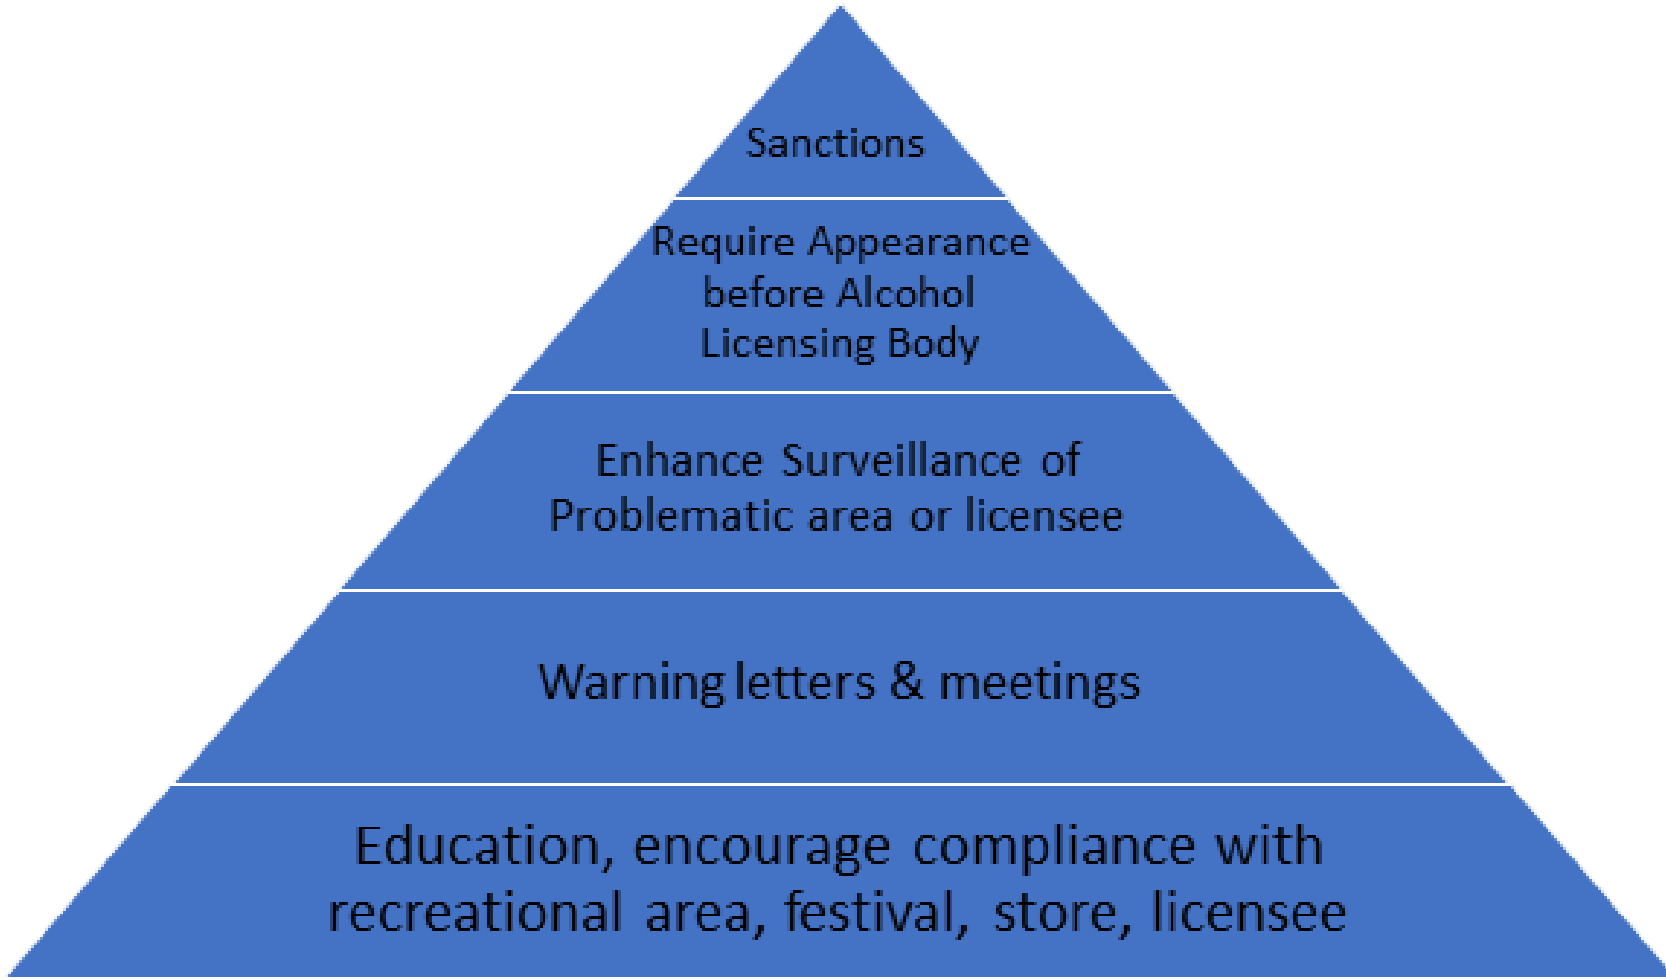 Sanctions
Require Appearance
before Alcohol
Licensing Body
Enhance Surveillance of
Problematic area or licensee
Warning letters & meetings
Education, encourage compliance with
recreational area, festival, store, licensee